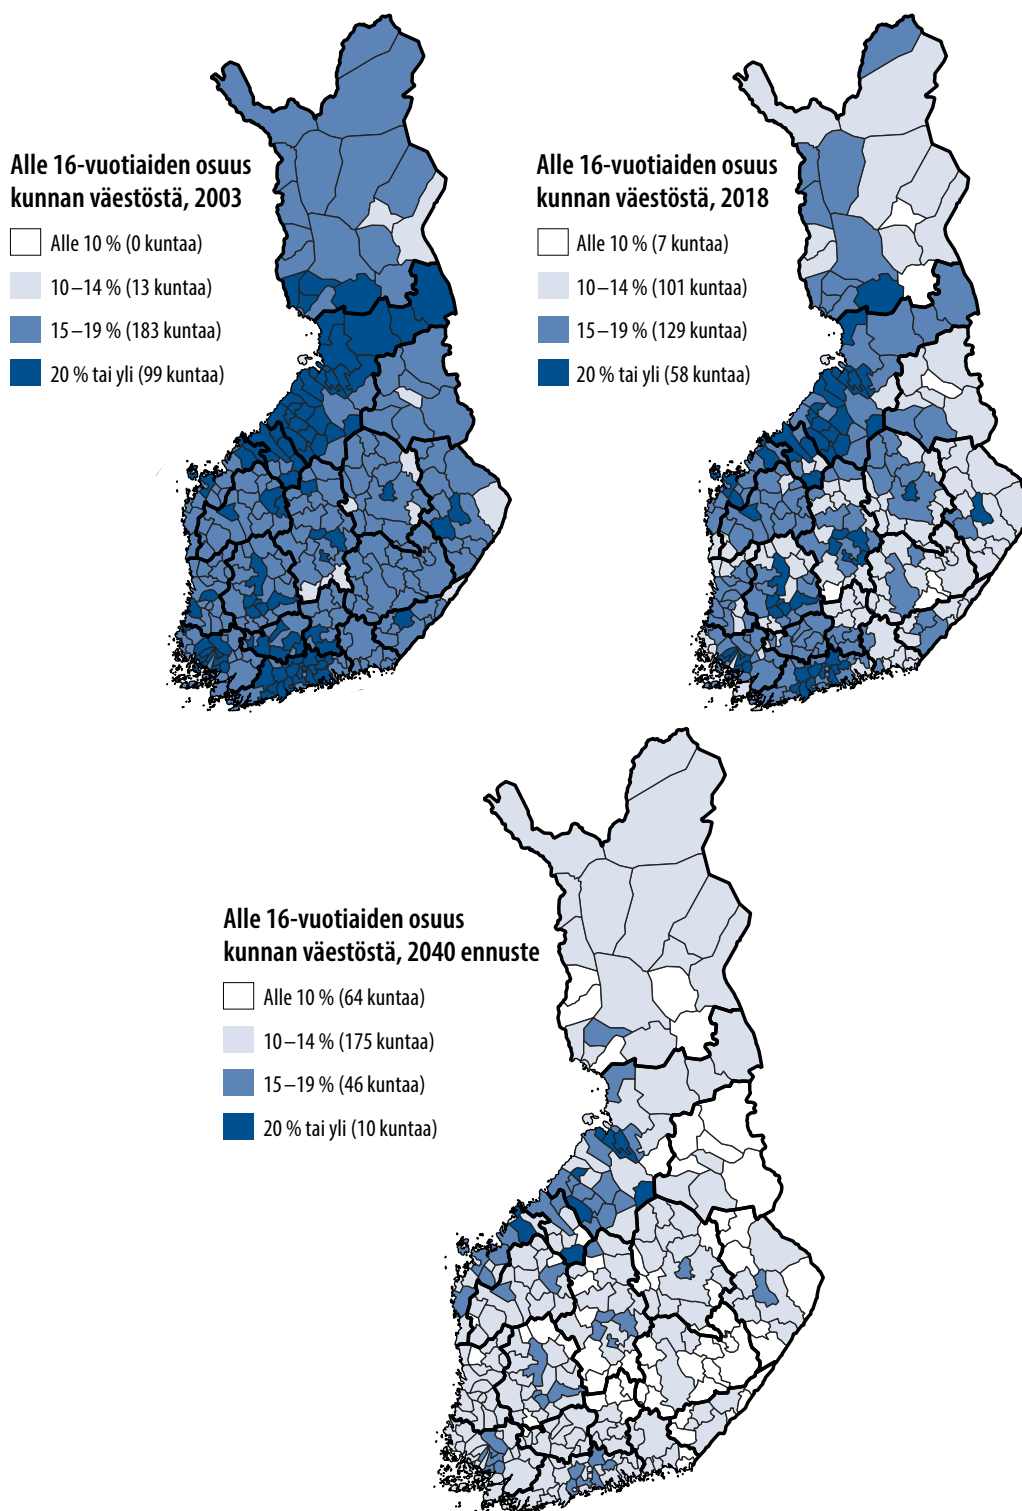 Alle 16-vuotiaiden osuus
kunnan väestöstä, 2003
Alle 10 % (0 kuntaa)
10–14 % (13 kuntaa)
15–19 % (183 kuntaa)
20 % tai yli (99 kuntaa)
Alle 16-vuotiaiden osuus
kunnan väestöstä, 2018
Alle 10 % (7 kuntaa)
10–14 % (101 kuntaa)
15–19 % (129 kuntaa)
20 % tai yli (58 kuntaa)
Alle 16-vuotiaiden osuus
kunnan väestöstä, 2040 ennuste
Alle 10 % (64 kuntaa)
10–14 % (175 kuntaa)
15–19 % (46 kuntaa)
20 % tai yli (10 kuntaa)